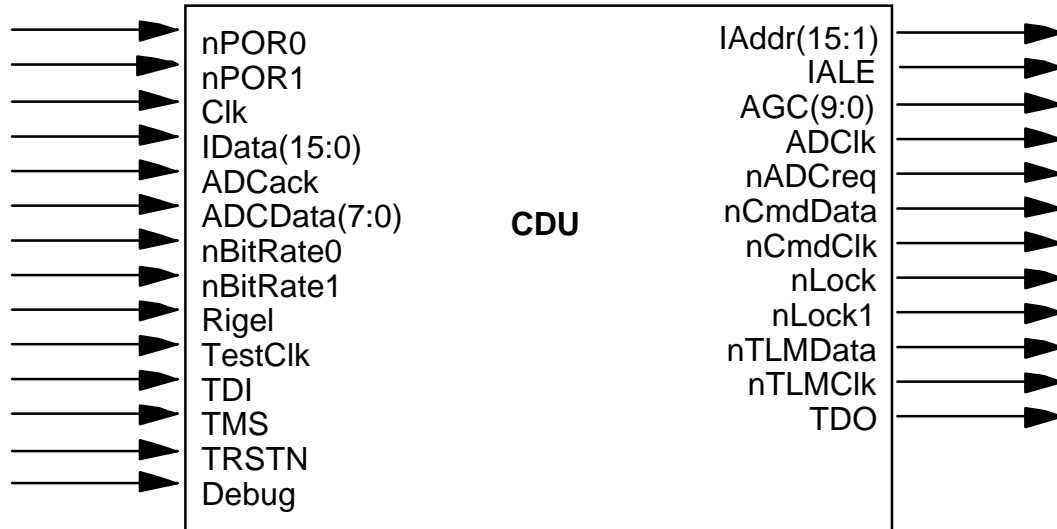 nPOR0
nPOR1
Clk
IData(15:0)
ADCack
ADCData(7:0)
nBitRate0
nBitRate1
Rigel
TestClk
TDI
TMS
TRSTN
Debug
CDU
IAddr(15:1)
IALE
AGC(9:0)
ADClk
nADCreq
nCmdData
nCmdClk
nLock
nLock1
nTLMData
nTLMClk
TDO